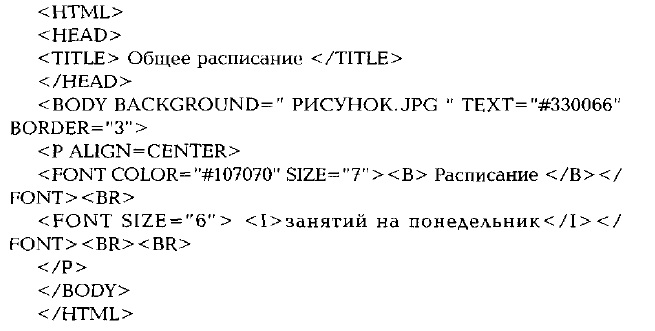 <HTML>
<HEAD>
<TITLE> Общее расписание </TITLE>
</HEAD>
<BODY BACKGROUND=" РИСУНОК.JPG " TEXT="#330066"
BORDER="3">
<P ALIGN=CENTER>
<FONT COLOR="#107070" SIZE="7"><B> Расписание </B></
FONT><BR>
<FONT SIZE="6"> <I>занятий на понедельник</I></
FONT><BR><BR>
</P>
</BODY>
</HTML>